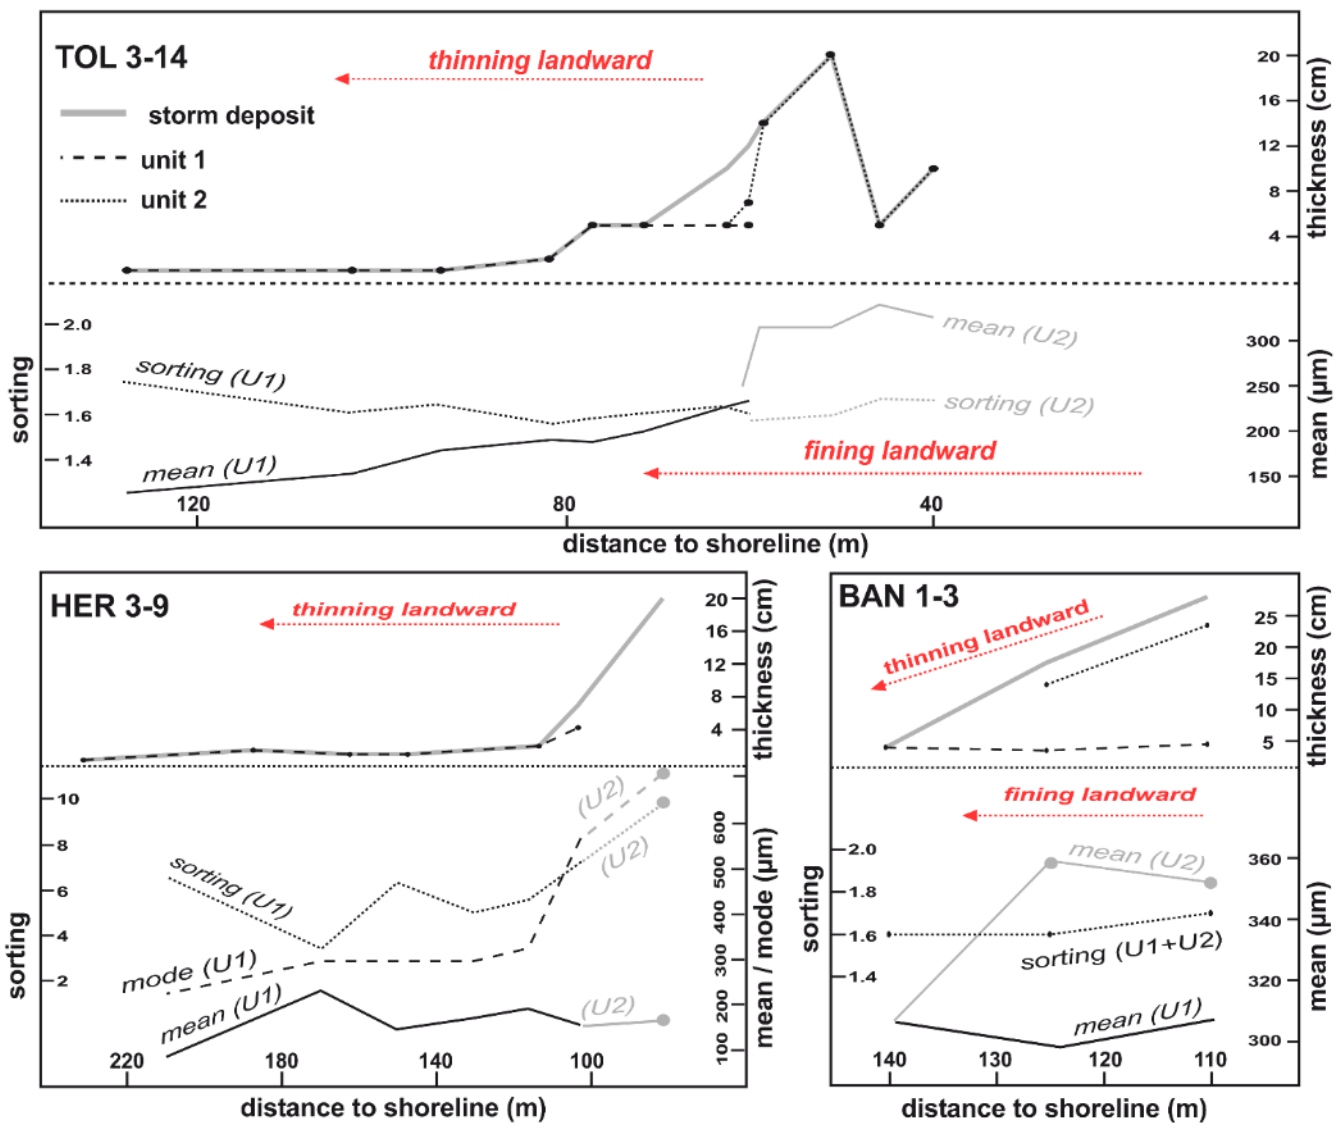 TOL 3-14
thinning landward
storm deposit
unit 1
unit 2
20
16
12
8
4
thickness (cm)
2.0
1.8
1.6
1.4
sorting
sorting (U1)
mean (U1)
mean (U2)
sorting (U2)
fining landward
300
250
200
150
mean (µm)
120
80
40
distance to shoreline (m)
HER 3-9
thinning landward
20
16
12
8
4
thickness (cm)
10
8
6
4
2
sorting
sorting (U1)
mode (U1)
mean (U1)
(U2)
(U2)
(U2)
600
500
400
300
200
100
mean / mode (µm)
220
180
140
100
distance to shoreline (m)
BAN 1-3
thinning landward
25
20
15
10
5
thickness (cm)
fining landward
2.0
1.8
1.6
1.4
sorting
mean (U2)
sorting (U1+U2)
mean (U1)
360
340
320
300
mean (µm)
140
130
120
110
distance to shoreline (m)